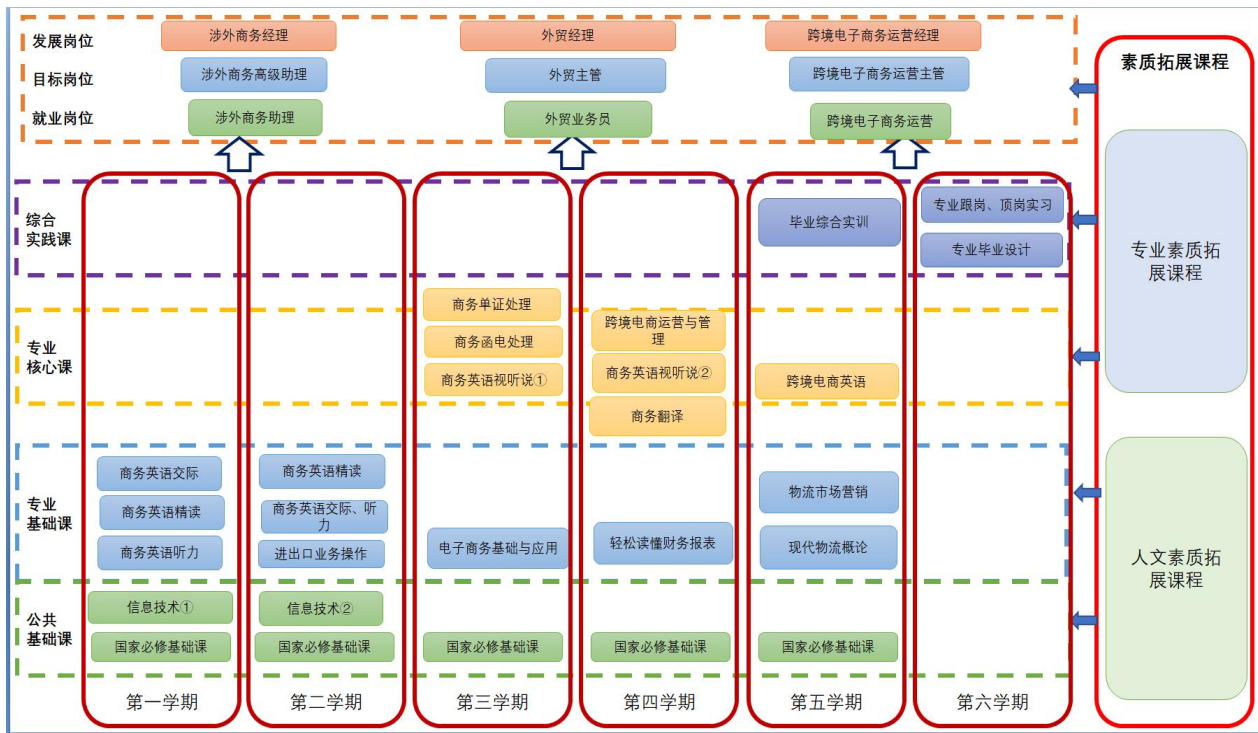 发展岗位
涉外商务经理
外贸经理
跨境电子商务运营经理
目标岗位
涉外商务高级助理
外贸主管
跨境电子商务运营主管
就业岗位
涉外商务助理
外贸业务员
跨境电子商务运营
综合
实践课
毕业综合实训
专业跟岗、顶岗实习
专业毕业设计
专业
核心课
商务单证处理
商务函电处理
商务英语视听说①
跨境电商运营与管
理
商务英语视听说②
商务翻译
跨境电商英语
专业
基础课
商务英语交际
商务英语精读
商务英语听力
商务英语精读
商务英语交际、听
力
进出口业务操作
电子商务基础与应用
轻松读懂财务报表
物流市场营销
现代物流概论
公共
基础课
信息技术①
国家必修基础课
信息技术②
国家必修基础课
国家必修基础课
国家必修基础课
国家必修基础课
第一学期
第二学期
第三学期
第四学期
第五学期
第六学期
素质拓展课程
专业素质拓
展课程
人文素质拓
展课程